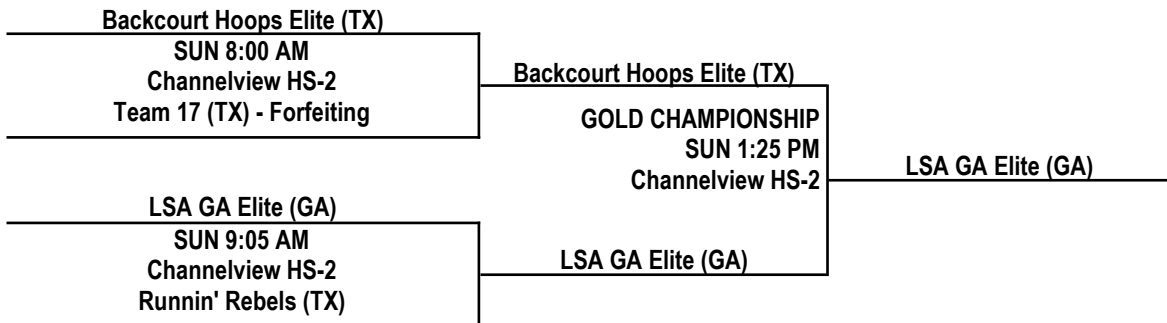 Backcourt Hoops Elite (TX)
SUN 8:00 AM
Channelview HS-2
Team 17 (TX) - Forfeiting
Backcourt Hoops Elite (TX)
GOLD CHAMPIONSHIP
SUN 1:25 PM
Channelview HS-2
LSA GA Elite (GA)
LSA GA Elite (GA)
SUN 9:05 AM
Channelview HS-2
Runnin' Rebels (TX)
LSA GA Elite (GA)